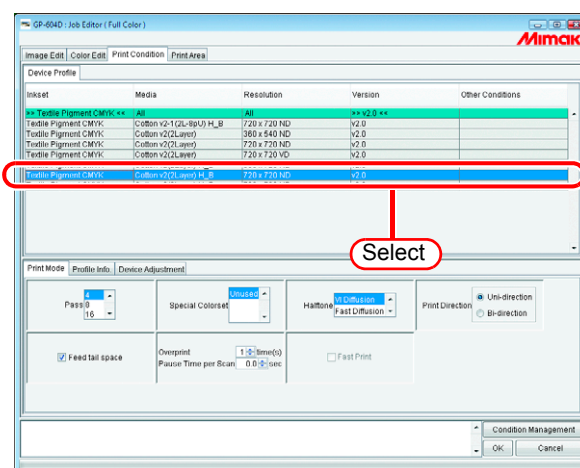 GP-604D : Job Editor ( Full Color )
Mimaki
Image Edit Color Edit Print Condition Print Area
Device Profile
Inkset Media Resolution Version Other Conditions
>> Textile Pigment CMYK << All All >> v2.0 <<
Textile Pigment CMYK Cotton v2-1(2L-8pU) H_B 720 x 720 ND v2.0
Textile Pigment CMYK Cotton v2(2Layer) 360 x 540 ND v2.0
Textile Pigment CMYK Cotton v2(2Layer) 720 x 720 ND v2.0
Textile Pigment CMYK Cotton v2(2Layer) 720 x 720 VD v2.0
Textile Pigment CMYK Cotton v2(2Layer) H_B 720 x 720 ND v2.0
Select
Print Mode Profile Info. Device Adjustment
Pass 4 8 16
Special Colorset Unused
Halftone VI Diffusion Fast Diffusion
Print Direction Uni-direction Bi-direction
Feed tail space
Overprint 1 time(s)
Pause Time per Scan 0.0 sec
Fast Print
Condition Management
OK Cancel